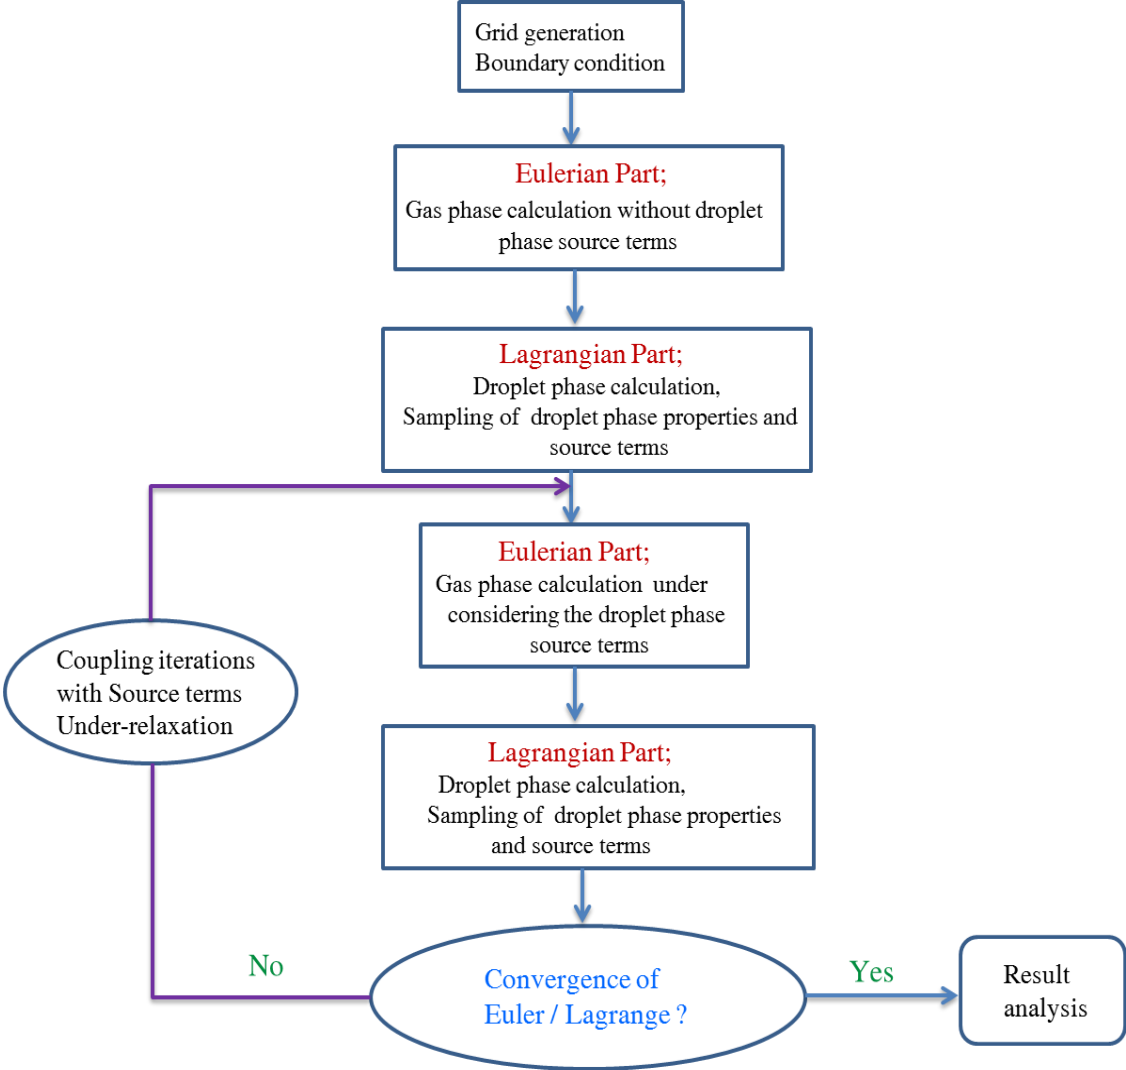 Grid generation
Boundary condition
Eulerian Part;
Gas phase calculation without droplet
phase source terms
Lagrangian Part;
Droplet phase calculation,
Sampling of droplet phase properties and
source terms
Eulerian Part;
Gas phase calculation under
considering the droplet phase
source terms
Coupling iterations
with Source terms
Under-relaxation
Lagrangian Part;
Droplet phase calculation,
Sampling of droplet phase properties
and source terms
No
Convergence of
Euler / Lagrange ?
Yes
Result
analysis